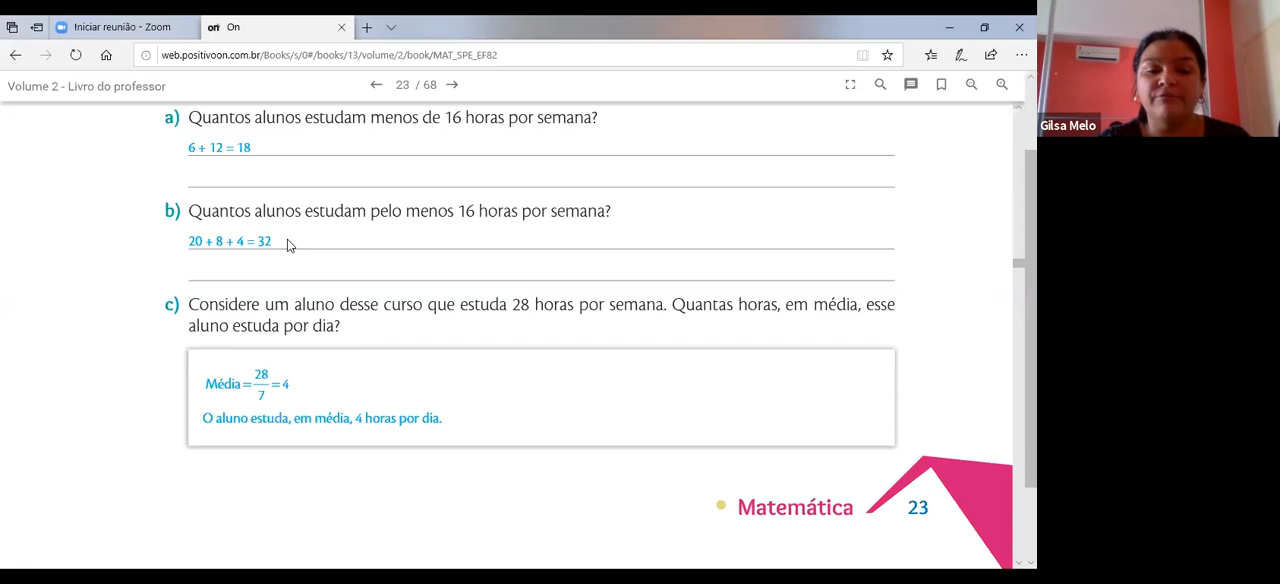 Iniciar reunião - Zoom
on On
web.positivoon.com.br/Books/s/0#/books/13/volume/2/book/MAT_SPE_EF82
Volume 2 - Livro do professor
23 / 68
Gilsa Melo
a) Quantos alunos estudam menos de 16 horas por semana?
6 + 12 = 18
b) Quantos alunos estudam pelo menos 16 horas por semana?
20 + 8 + 4 = 32
c) Considere um aluno desse curso que estuda 28 horas por semana. Quantas horas, em média, esse
aluno estuda por dia?
Média = 28/7 = 4
O aluno estuda, em média, 4 horas por dia.
Matemática 23